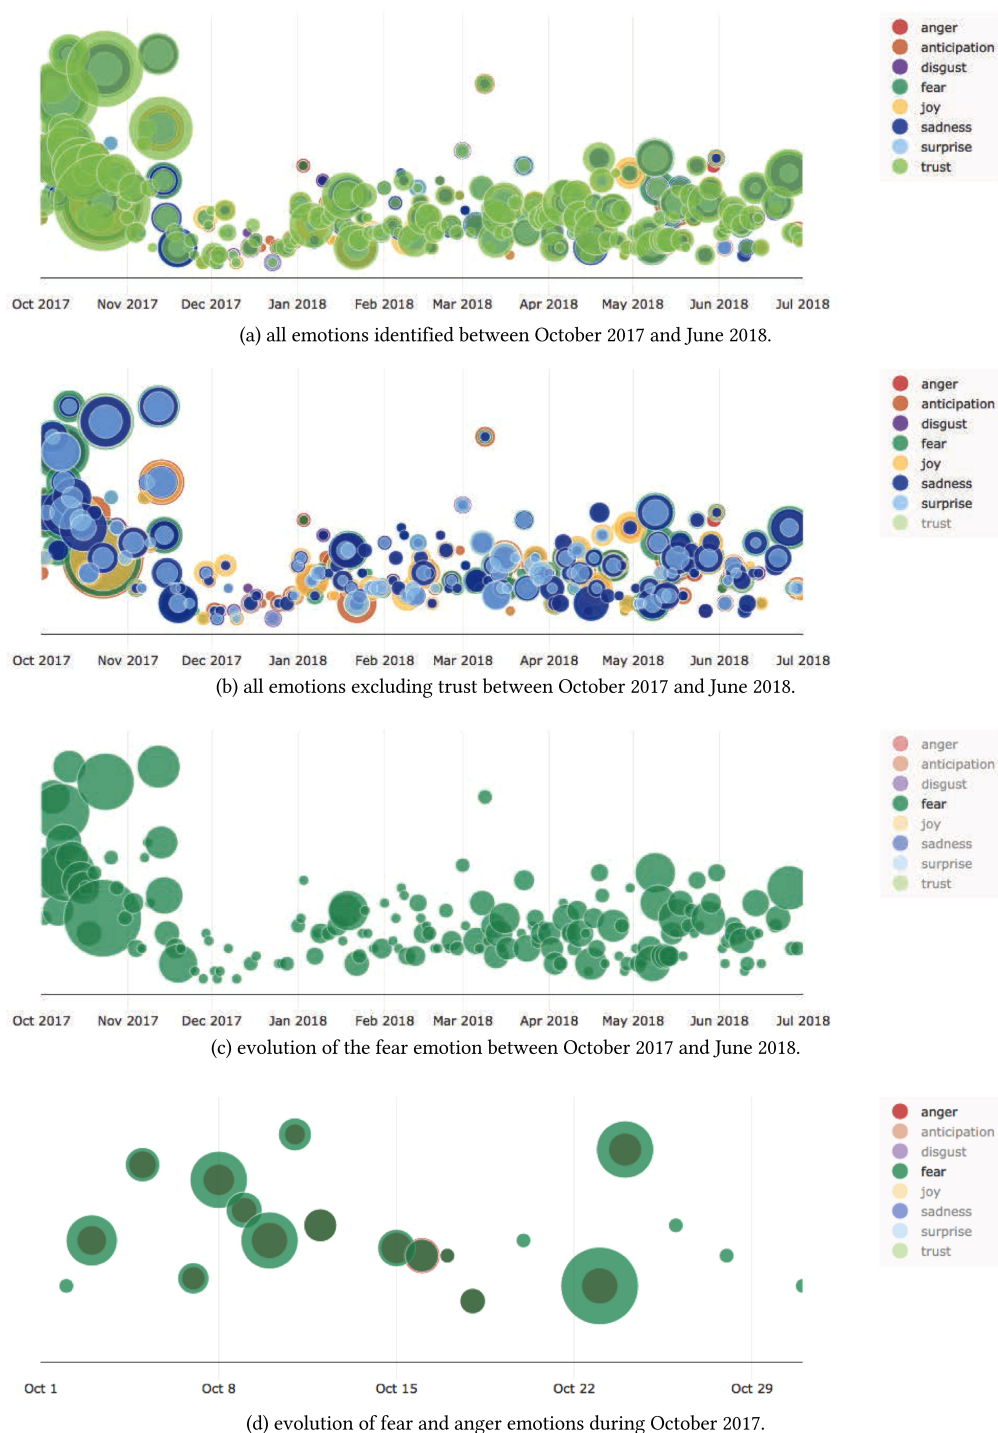 anger
anticipation
disgust
fear
joy
sadness
surprise
trust
Oct 2017 Nov 2017 Dec 2017 Jan 2018 Feb 2018 Mar 2018 Apr 2018 May 2018 Jun 2018 Jul 2018
(a) all emotions identified between October 2017 and June 2018.
anger
anticipation
disgust
fear
joy
sadness
surprise
trust
Oct 2017 Nov 2017 Dec 2017 Jan 2018 Feb 2018 Mar 2018 Apr 2018 May 2018 Jun 2018 Jul 2018
(b) all emotions excluding trust between October 2017 and June 2018.
anger
anticipation
disgust
fear
joy
sadness
surprise
trust
Oct 2017 Nov 2017 Dec 2017 Jan 2018 Feb 2018 Mar 2018 Apr 2018 May 2018 Jun 2018 Jul 2018
(c) evolution of the fear emotion between October 2017 and June 2018.
anger
anticipation
disgust
fear
joy
sadness
surprise
trust
Oct 1 Oct 8 Oct 15 Oct 22 Oct 29
(d) evolution of fear and anger emotions during October 2017.